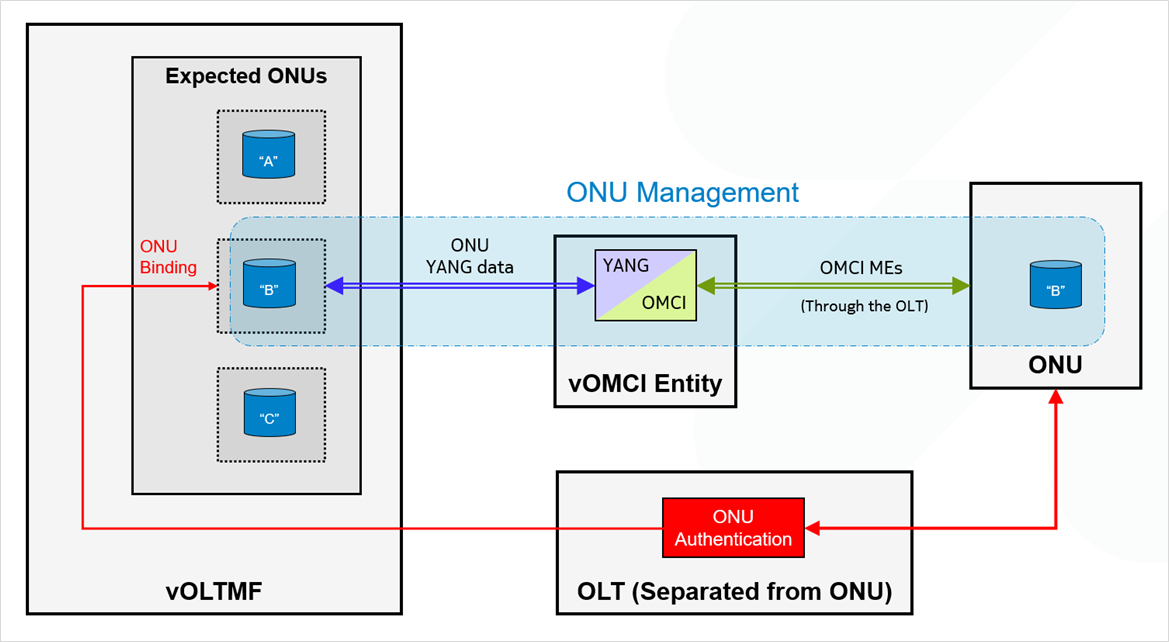 Expected ONUs
“A”
ONU Management
ONU
Binding
“B”
ONU
YANG data
YANG
OMCI
OMCI MEs
(Through the OLT)
“B”
ONU
vOMCI Entity
“C”
ONU
Authentication
vOLTMF
OLT (Separated from ONU)